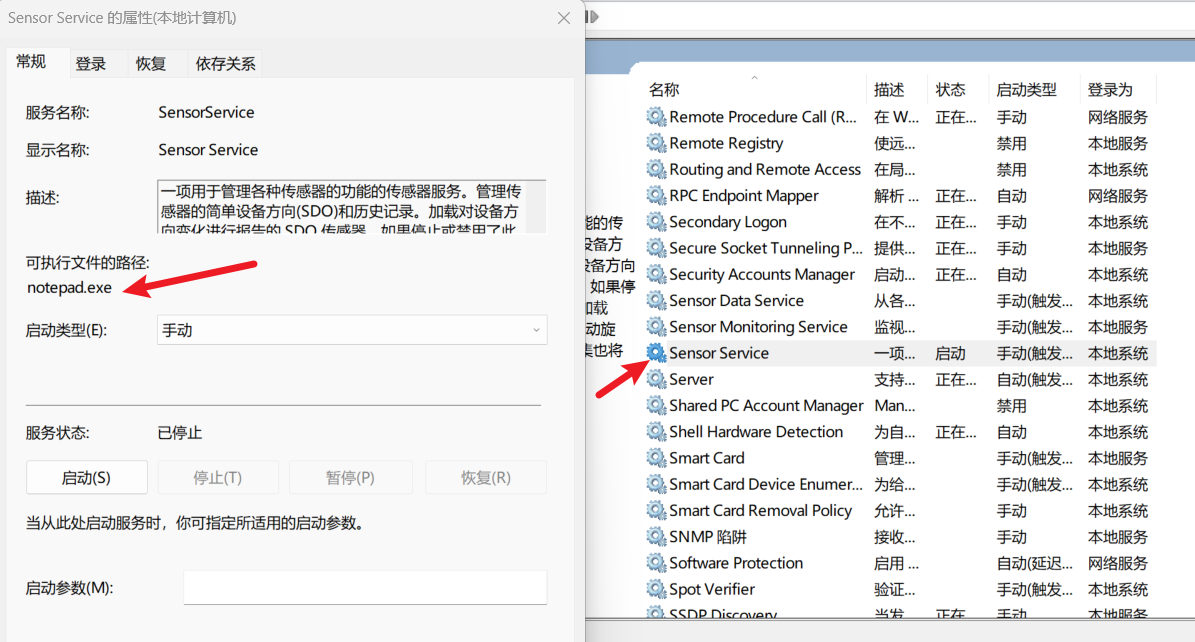 Sensor Service 的属性(本地计算机)
常规 登录 恢复 依存关系
服务名称: SensorService
显示名称: Sensor Service
描述: 一项用于管理各种传感器的功能的传感器服务。管理传
感器的简单设备方向(SDO)和历史记录。加载对设备方
向变化进行报告的 SDO 传感器。如果停止或禁用了此
可执行文件的路径:
notepad.exe
启动类型(E): 手动
服务状态: 已停止
启动(S) 停止(T) 暂停(P) 恢复(R)
当从此处启动服务时，你可指定所适用的启动参数。
启动参数(M):
能的传
设备方
设备方向
如果停
加载
动旋
集也将
名称 描述 状态 启动类型 登录为
Remote Procedure Call (R... 在 W... 正在... 手动 网络服务
Remote Registry 使远... 禁用 本地服务
Routing and Remote Access 在局... 禁用 本地系统
RPC Endpoint Mapper 解析 ... 正在... 自动 网络服务
Secondary Logon 在不... 正在... 手动 本地系统
Secure Socket Tunneling P... 提供... 正在... 手动 本地服务
Security Accounts Manager 启动... 正在... 自动 本地系统
Sensor Data Service 从各... 手动(触发... 本地系统
Sensor Monitoring Service 监视... 手动(触发... 本地服务
Sensor Service 一项... 启动 手动(触发... 本地系统
Server 支持... 正在... 自动(触发... 本地系统
Shared PC Account Manager Man... 禁用 本地系统
Shell Hardware Detection 为自... 正在... 自动 本地系统
Smart Card 管理... 手动(触发... 本地服务
Smart Card Device Enumer... 为给... 手动(触发... 本地系统
Smart Card Removal Policy 允许... 手动 本地系统
SNMP 陷阱 接收... 手动 本地服务
Software Protection 启用 ... 自动(延迟... 网络服务
Spot Verifier 验证... 手动(触发... 本地系统
SSDP Discovery 当发... 正在... 手动 本地服务